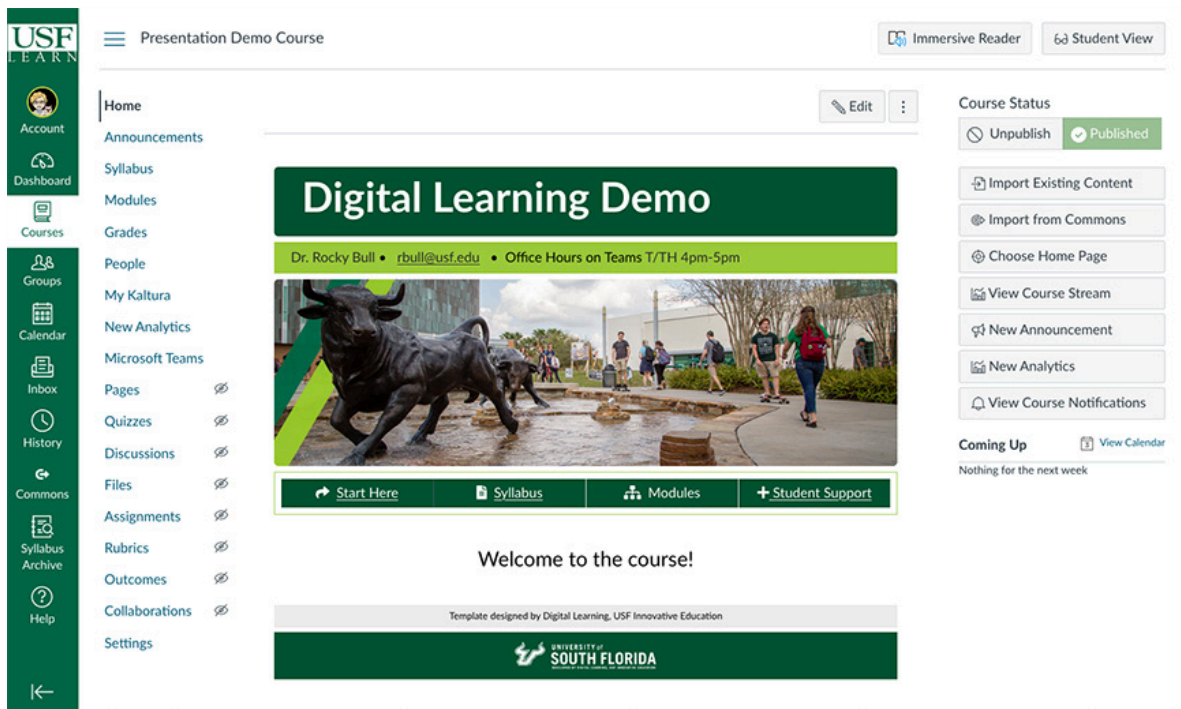 USF
LEARN
Account
Dashboard
Courses
Groups
Calendar
Inbox
History
Commons
Syllabus
Archive
Help
Presentation Demo Course
Immersive Reader
Student View
Home
Announcements
Syllabus
Modules
Grades
People
My Kaltura
New Analytics
Microsoft Teams
Pages
Quizzes
Discussions
Files
Assignments
Rubrics
Outcomes
Collaborations
Settings
Edit
Digital Learning Demo
Dr. Rocky Bull • rbull@usf.edu • Office Hours on Teams T/TH 4pm-5pm
Start Here
Syllabus
Modules
Student Support
Welcome to the course!
Template designed by Digital Learning, USF Innovative Education
UNIVERSITY of
SOUTH FLORIDA
Course Status
Unpublish
Published
Import Existing Content
Import from Commons
Choose Home Page
View Course Stream
New Announcement
New Analytics
View Course Notifications
Coming Up
3
View Calendar
Nothing for the next week